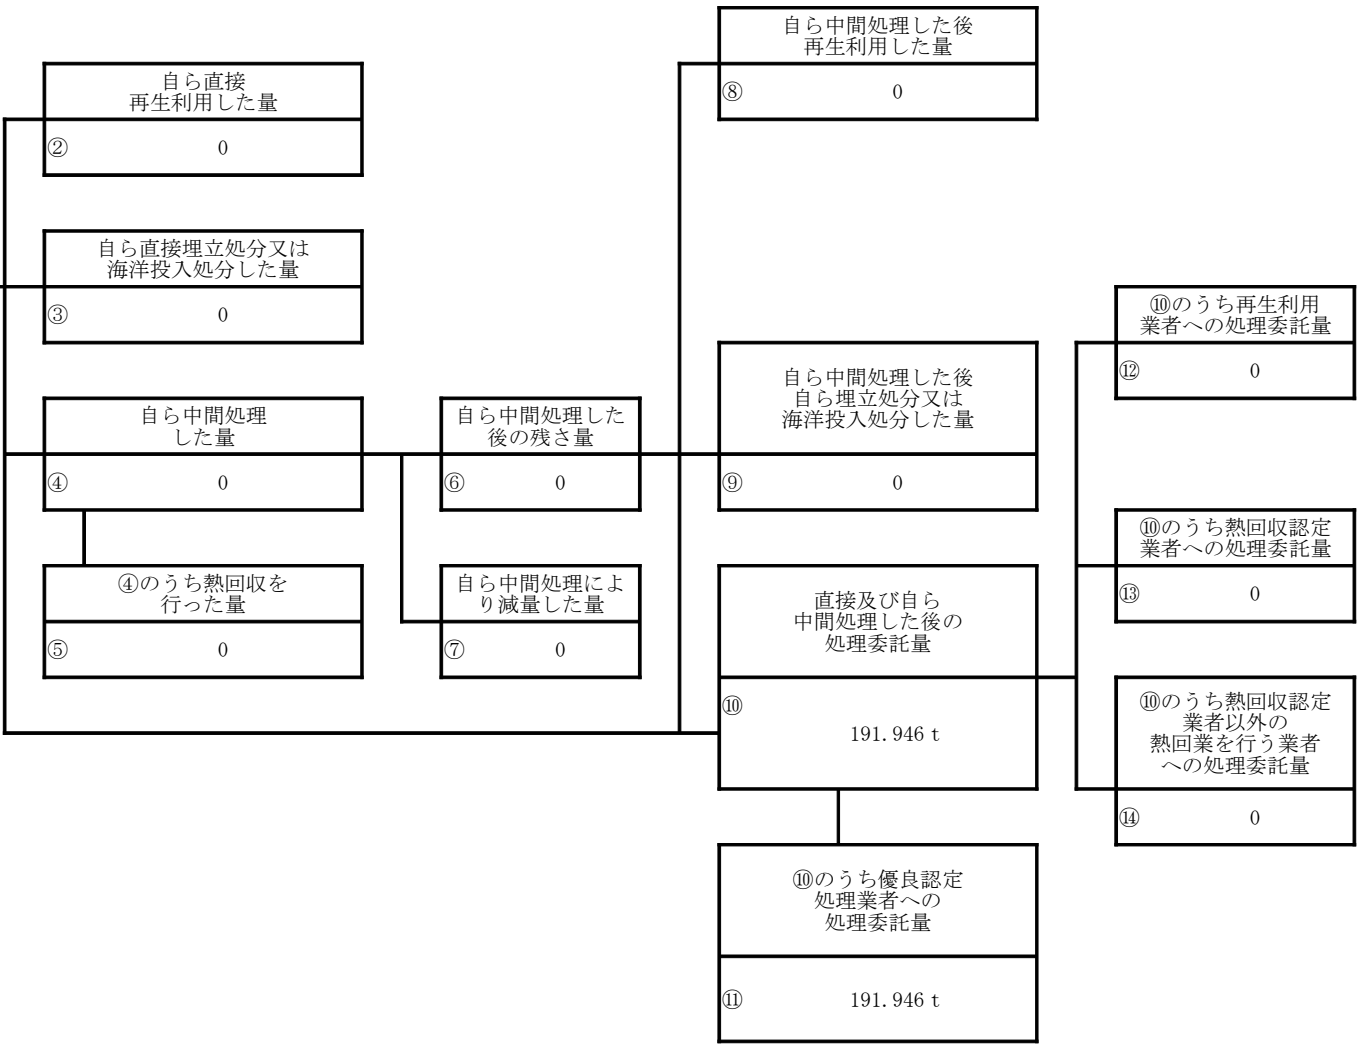 自ら中間処理した後
再生利用した量
⑧ 0
自ら直接
再生利用した量
② 0
自ら直接埋立処分又は
海洋投入処分した量
③ 0
⑩のうち再生利用
業者への処理委託量
⑫ 0
自ら中間処理した後
自ら埋立処分又は
海洋投入処分した量
⑨ 0
自ら中間処理
した量
④ 0
自ら中間処理した
後の残さ量
⑥ 0
⑩のうち熱回収認定
業者への処理委託量
⑬ 0
④のうち熱回収を
行った量
⑤ 0
自ら中間処理によ
り減量した量
⑦ 0
直接及び自ら
中間処理した後の
処理委託量
⑩
191.946 t
⑩のうち熱回収認定
業者以外の
熱回業を行う業者
への処理委託量
⑭ 0
⑩のうち優良認定
処理業者への
処理委託量
⑪ 191.946 t